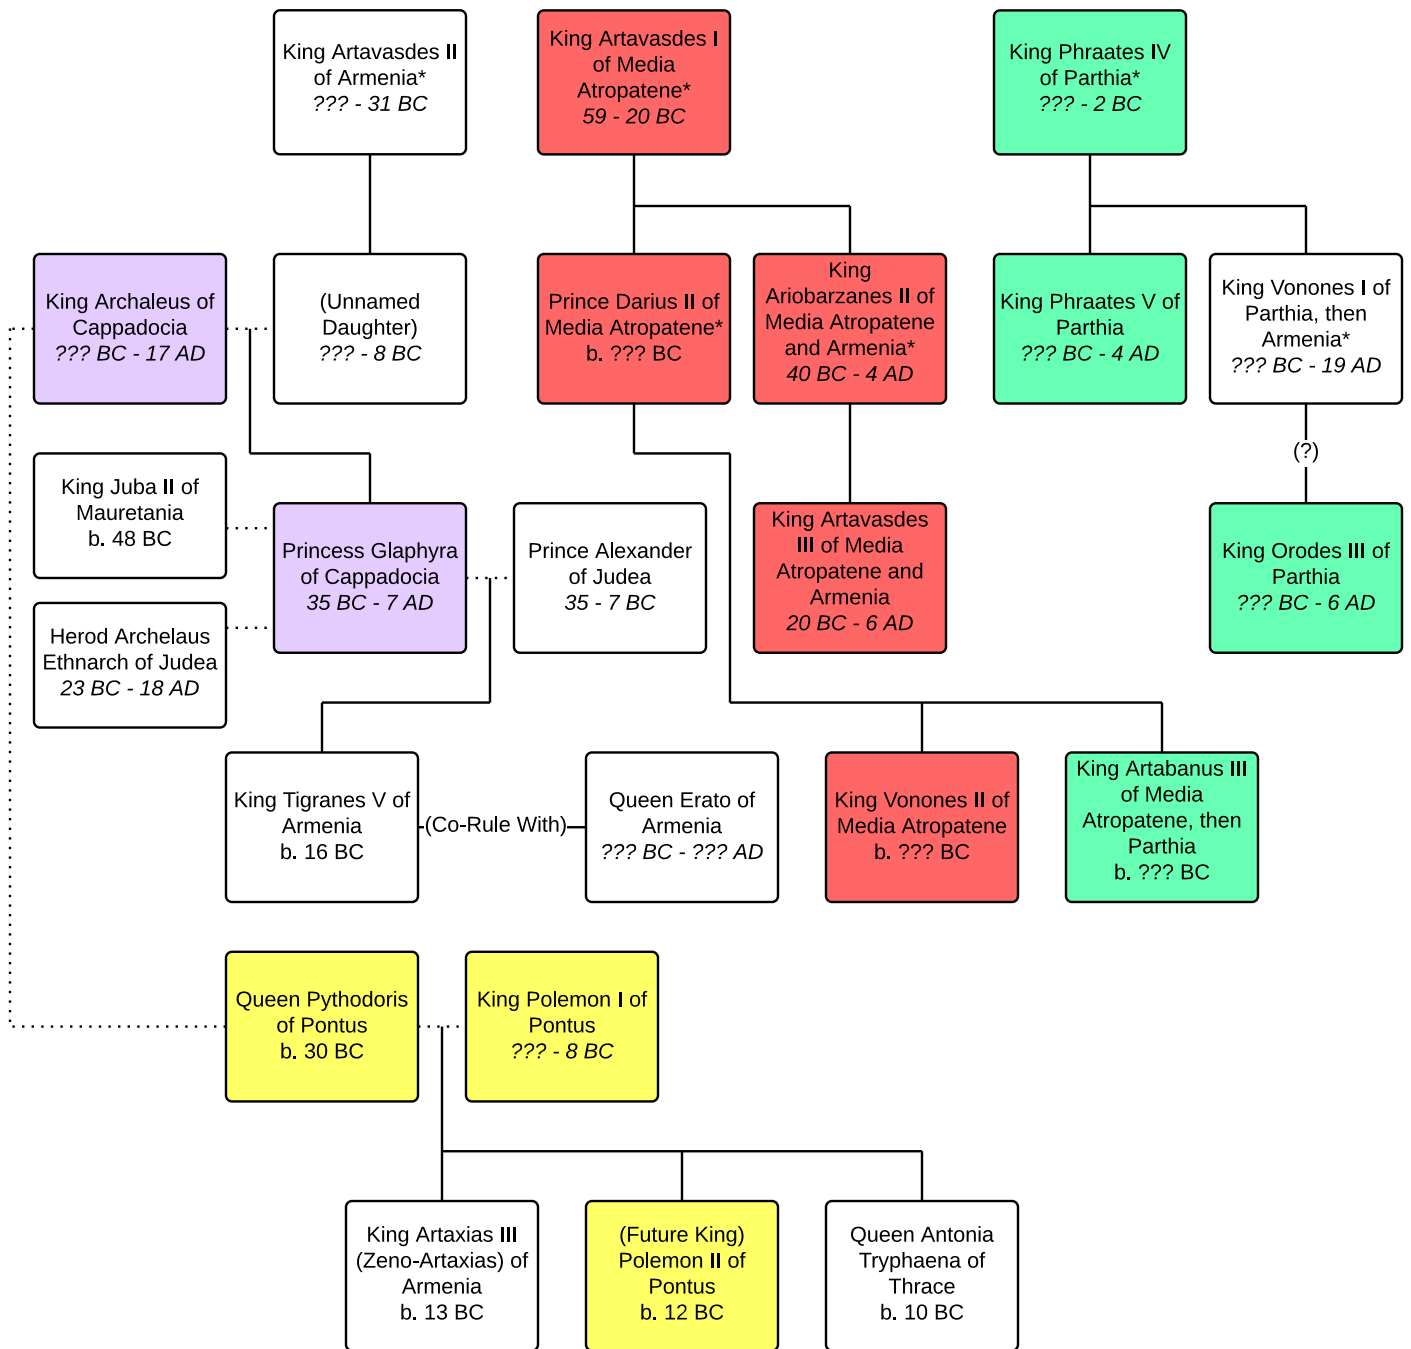 King Artavasdes II
of Armenia*
??? - 31 BC
King Artavasdes I
of Media
Atropatene*
59 - 20 BC
King Phraates IV
of Parthia*
??? - 2 BC
King Archaleus of
Cappadocia
??? BC - 17 AD
(Unnamed
Daughter)
??? - 8 BC
Prince Darius II of
Media Atropatene*
b. ??? BC
King
Ariobarzanes II of
Media Atropatene
and Armenia*
40 BC - 4 AD
King Phraates V of
Parthia
??? BC - 4 AD
King Vonones I of
Parthia, then
Armenia*
??? BC - 19 AD
(?)
King Juba II of
Mauretania
b. 48 BC
Princess Glaphyra
of Cappadocia
35 BC - 7 AD
Prince Alexander
of Judea
35 - 7 BC
King Artavasdes
III of Media
Atropatene and
Armenia
20 BC - 6 AD
King Orodes III of
Parthia
??? BC - 6 AD
Herod Archelaus
Ethnarch of Judea
23 BC - 18 AD
King Tigranes V of
Armenia
b. 16 BC
(Co-Rule With)
Queen Erato of
Armenia
??? BC - ??? AD
King Vonones II of
Media Atropatene
b. ??? BC
King Artabanus III
of Media
Atropatene, then
Parthia
b. ??? BC
Queen Pythodoris
of Pontus
b. 30 BC
King Polemon I of
Pontus
??? - 8 BC
King Artaxias III
(Zeno-Artaxias) of
Armenia
b. 13 BC
(Future King)
Polemon II of
Pontus
b. 12 BC
Queen Antonia
Tryphaena of
Thrace
b. 10 BC